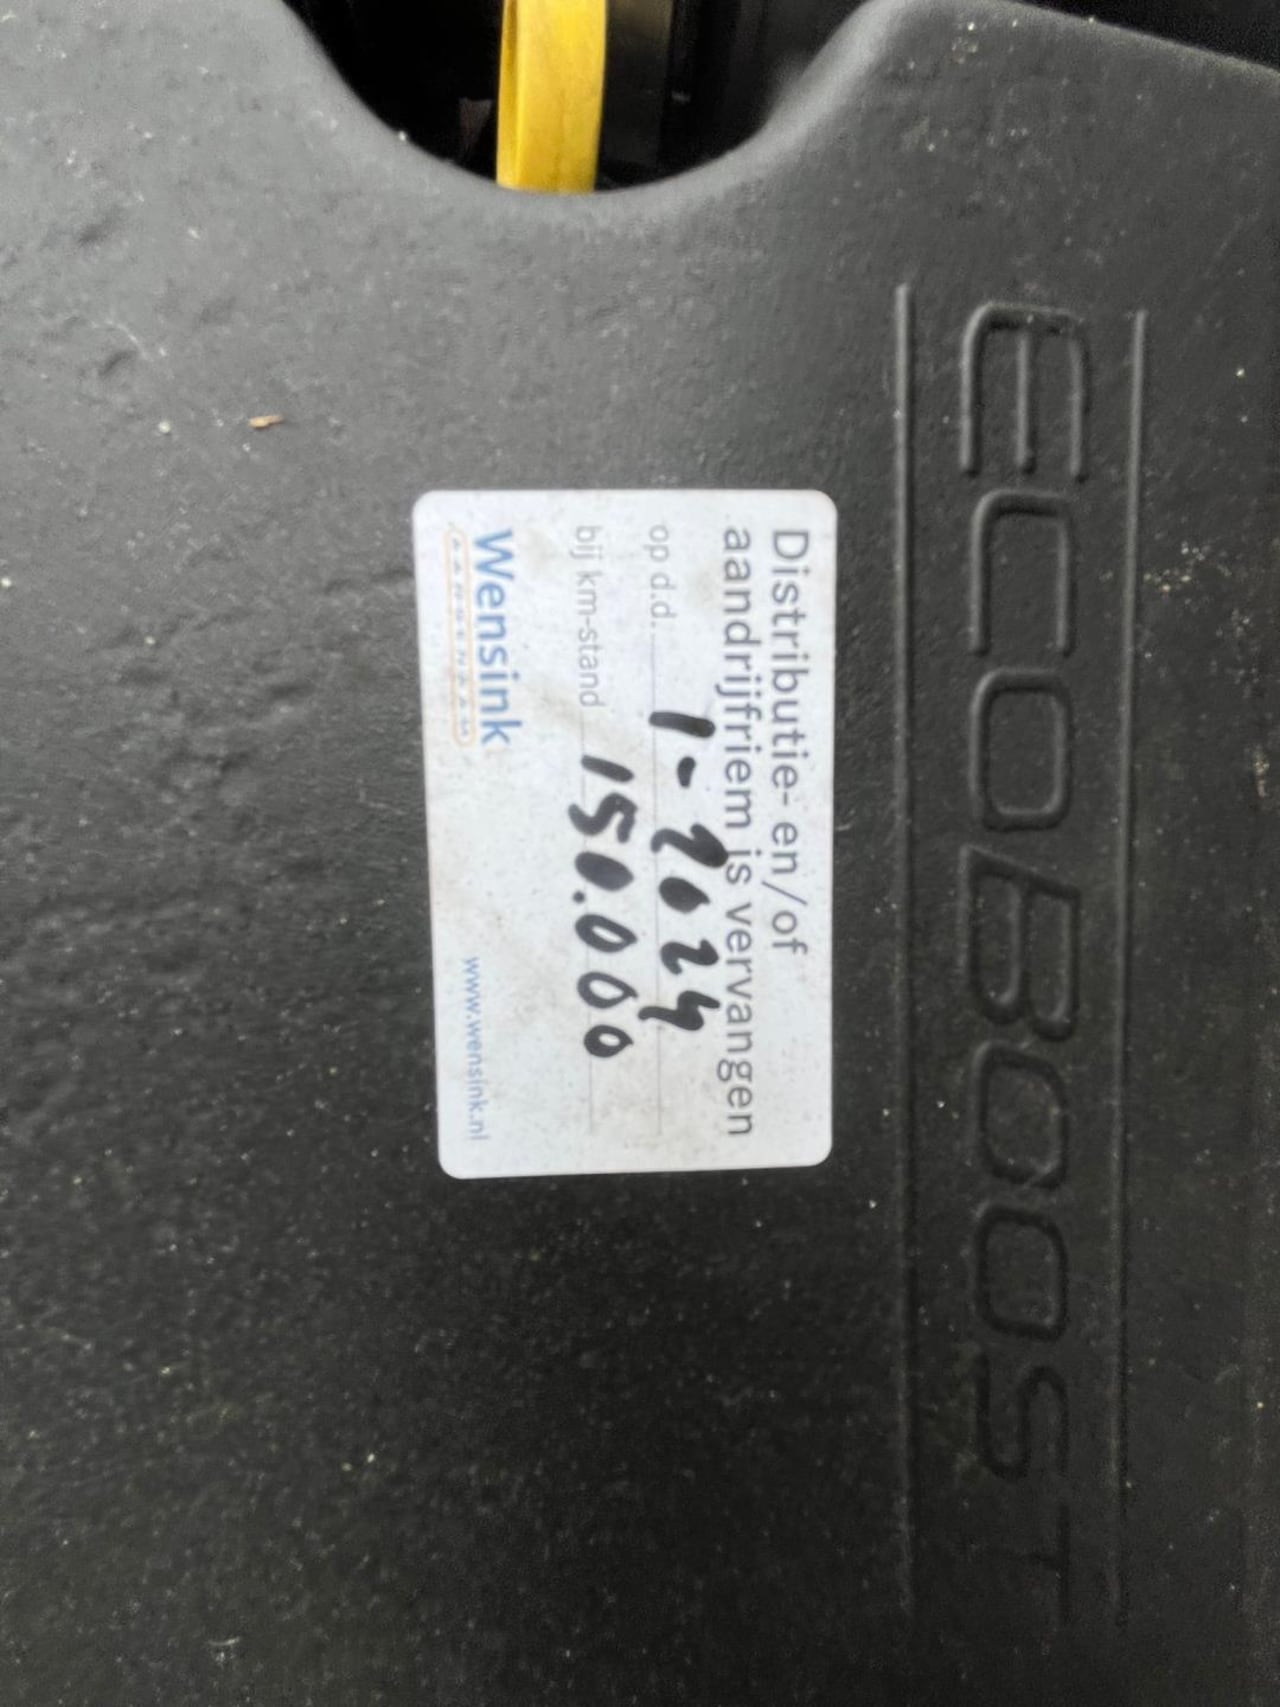 ECOBOOST
Distributie- en/of
aandrijfriem is vervangen
op d.d. 1-2024
bij km-stand 150.000
Wensink
www.wensink.nl